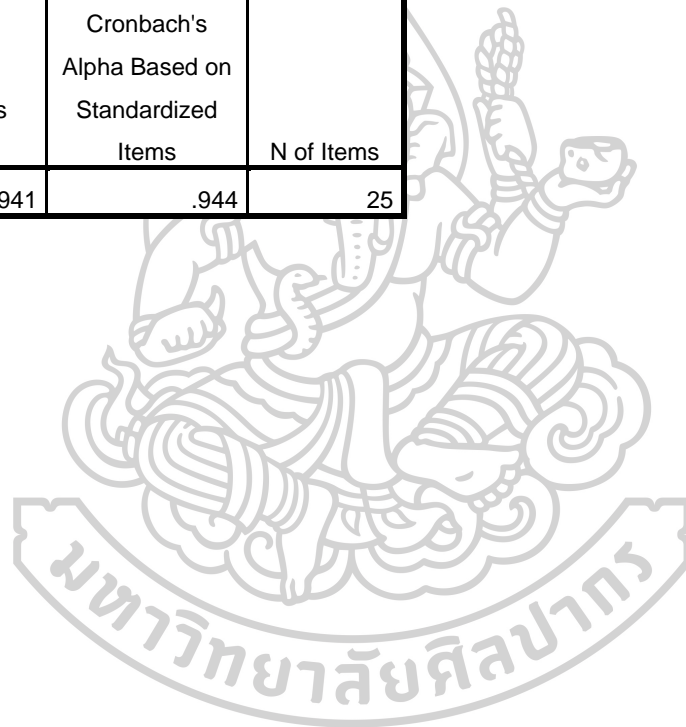 Cronbach's
Alpha Based on
s Standardized
Items N of Items
941 .944 25
มหาวิทยาลัยศิลปากร